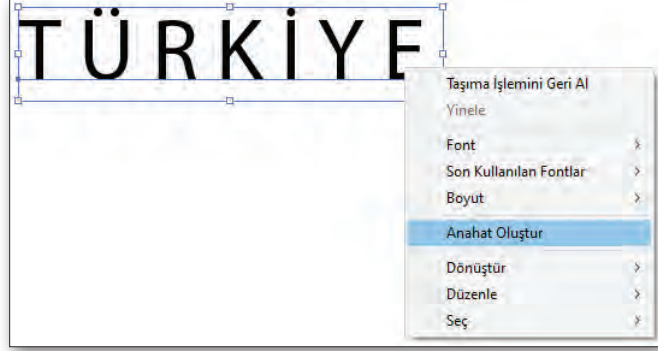 TÜRKİYE
Taşıma İşlemini Geri Al
Yinele
Font
Son Kullanılan Fontlar
Boyut
Anahat Oluştur
Dönüştür
Düzenle
Seç